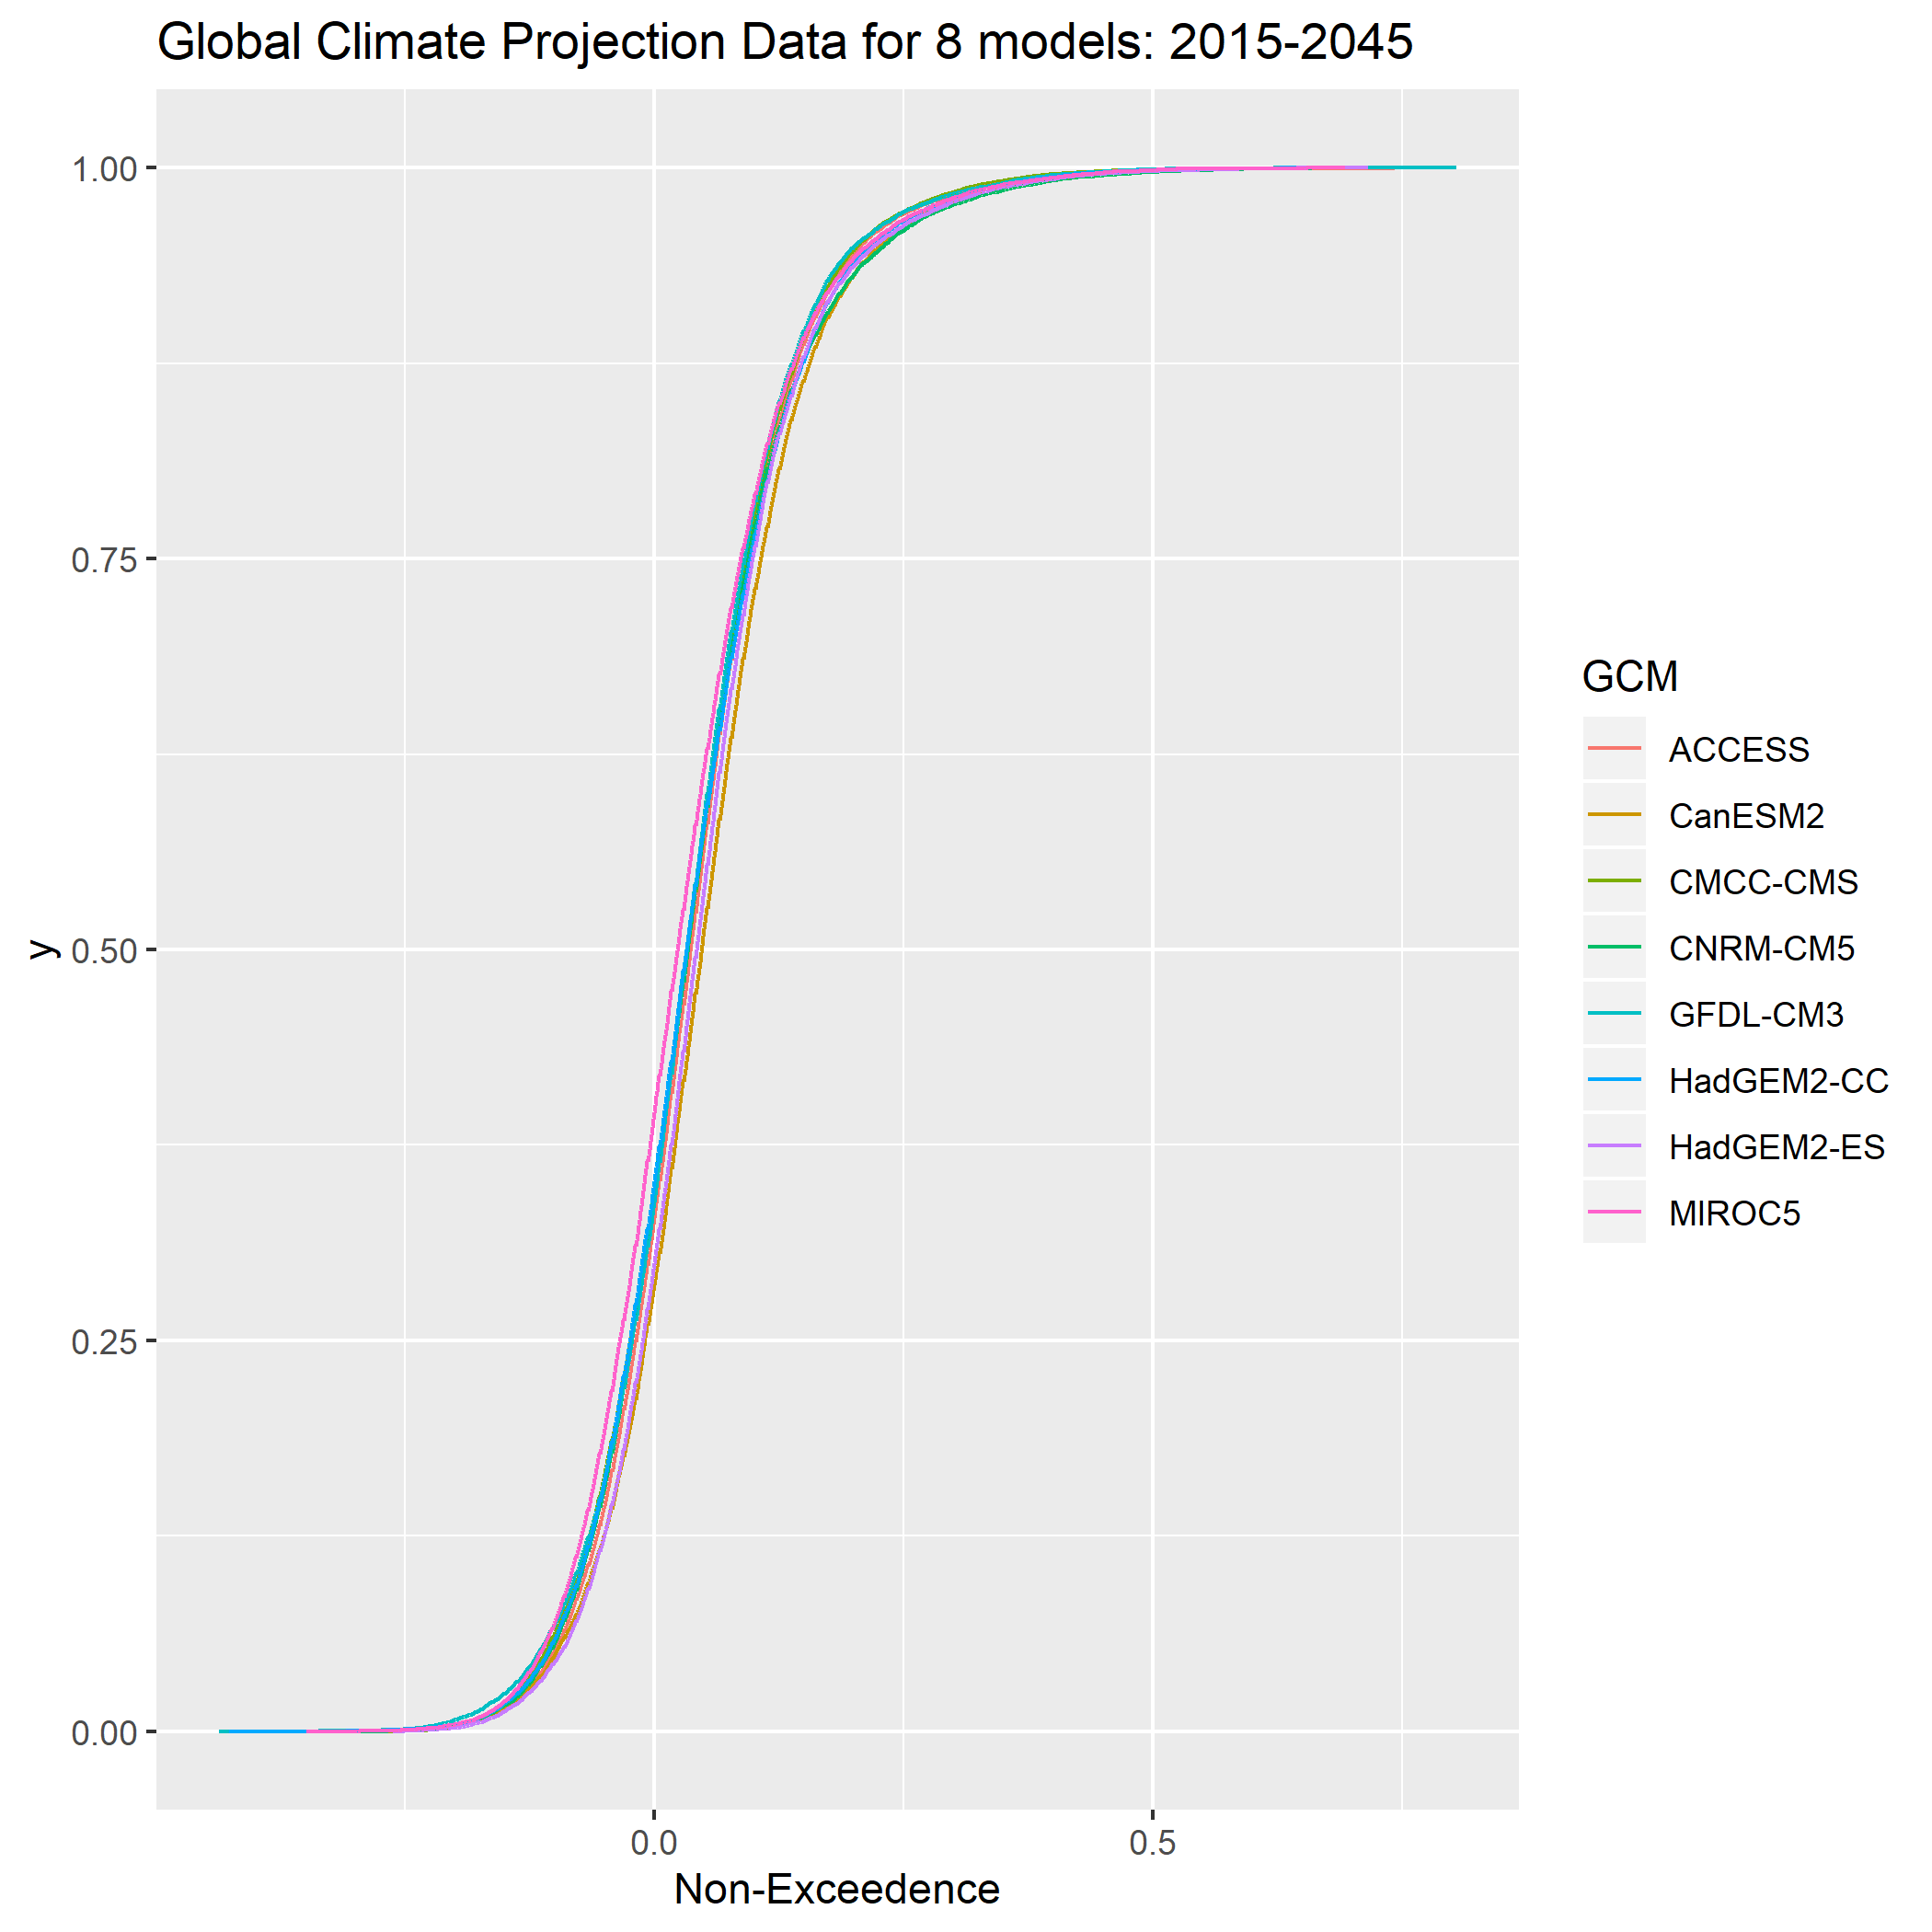 Global Climate Projection Data for 8 models: 2015-2045
1.00
0.75
0.50
0.25
0.00
y
0.0 0.5
Non-Exceedence
GCM
ACCESS
CanESM2
CMCC-CMS
CNRM-CM5
GFDL-CM3
HadGEM2-CC
HadGEM2-ES
MIROC5